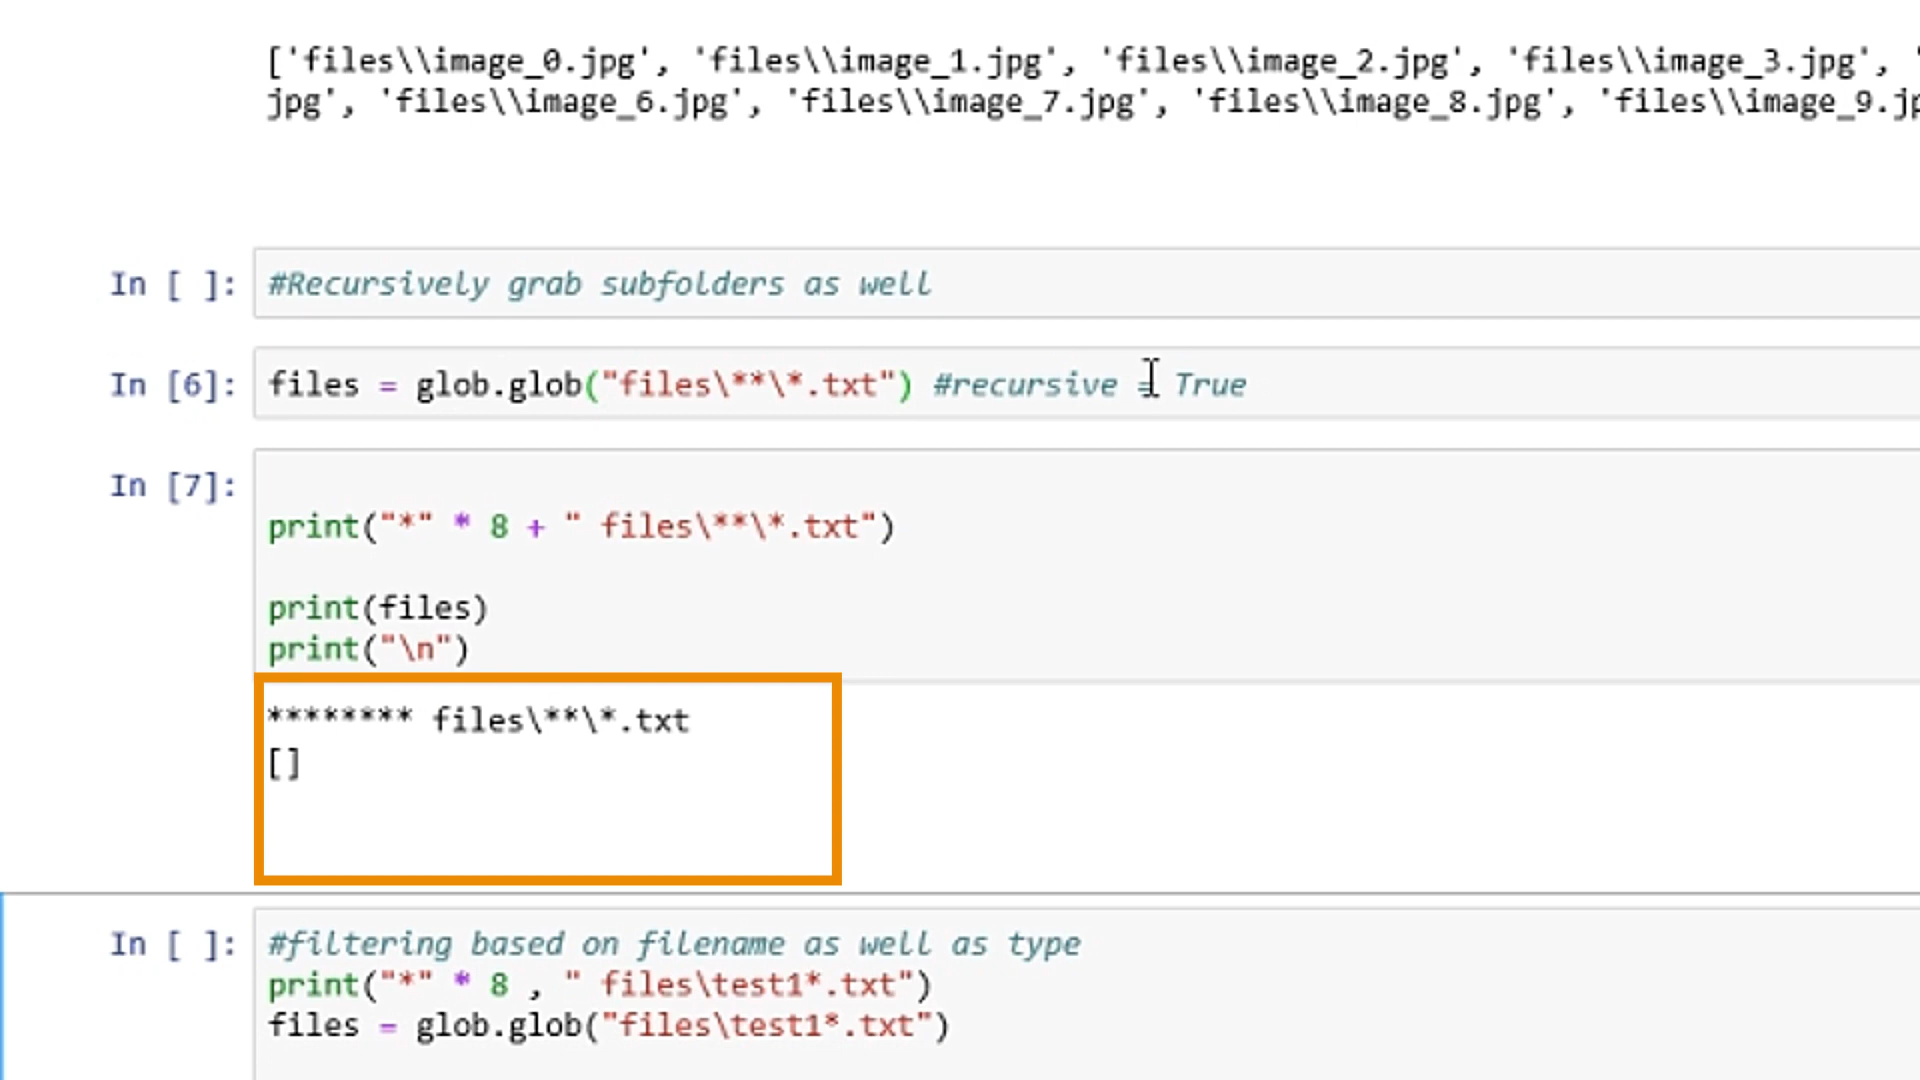 ['files\\image_0.jpg', 'files\\image_1.jpg', 'files\\image_2.jpg', 'files\\image_3.jpg', '
jpg', 'files\\image_6.jpg', 'files\\image_7.jpg', 'files\\image_8.jpg', 'files\\image_9.jp
In [ ]: #Recursively grab subfolders as well
In [6]: files = glob.glob("files\**\*.txt") #recursive = True
In [7]:
print("*" * 8 + " files\**\*.txt")
print(files)
print("\n")
******** files\**\*.txt
[]
In [ ]: #filtering based on filename as well as type
print("*" * 8 , " files\test1*.txt")
files = glob.glob("files\test1*.txt")